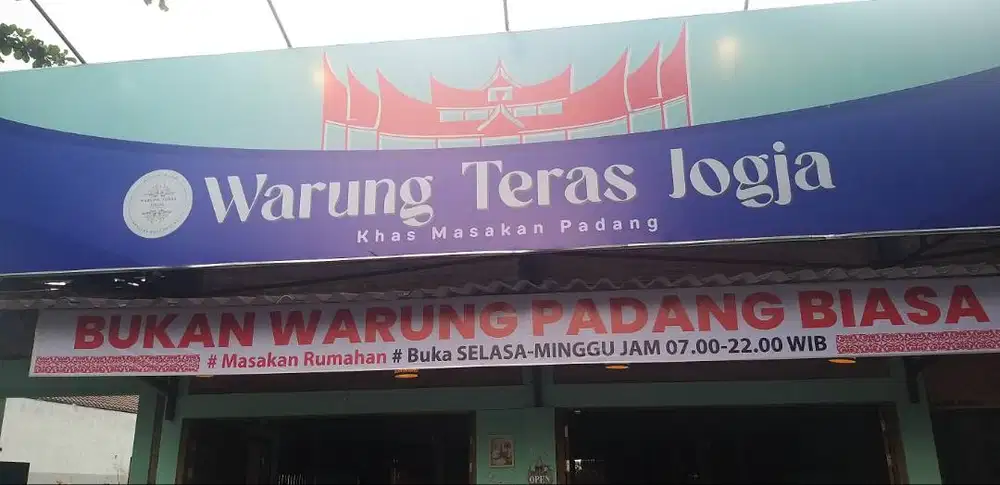 Warung Teras Jogja
Khas Masakan Padang
BUKAN WARUNG PADANG BIASA
# Masakan Rumahan # Buka SELASA-MINGGU JAM 07.00-22.00 WIB
OPEN